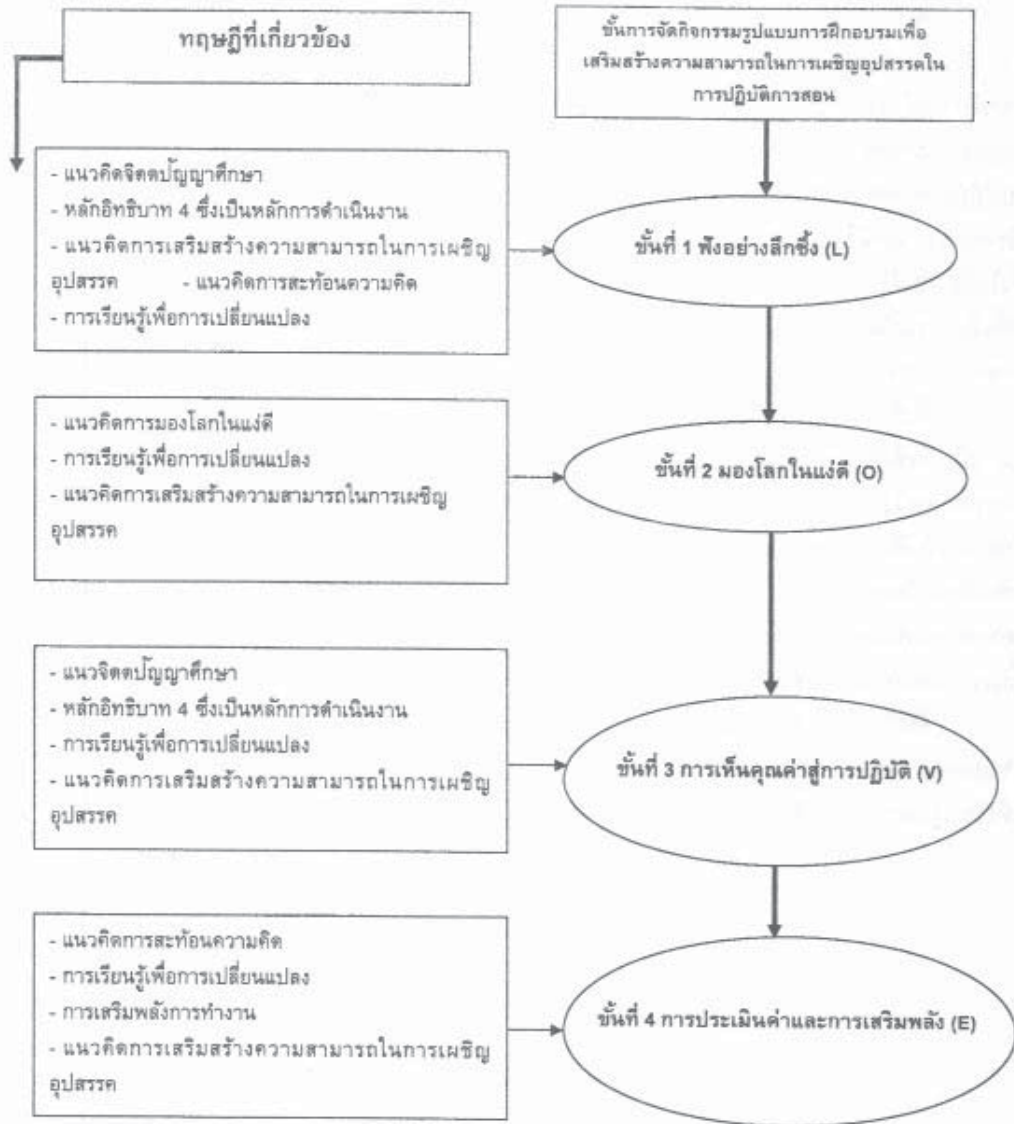 ทฤษฎีที่เกี่ยวข้อง
ขั้นการจัดกิจกรรมรูปแบบการฝึกอบรมเพื่อ
เสริมสร้างความสามารถในการเผชิญอุปสรรคใน
การปฏิบัติการสอน
- แนวคิดจิตตปัญญาศึกษา
- หลักอิทธิบาท 4 ซึ่งเป็นหลักการดำเนินงาน
- แนวคิดการเสริมสร้างความสามารถในการเผชิญ
อุปสรรค - แนวคิดการสะท้อนความคิด
- การเรียนรู้เพื่อการเปลี่ยนแปลง
ขั้นที่ 1 ฟังอย่างลึกซึ้ง (L)
- แนวคิดการมองโลกในแง่ดี
- การเรียนรู้เพื่อการเปลี่ยนแปลง
- แนวคิดการเสริมสร้างความสามารถในการเผชิญ
อุปสรรค
ขั้นที่ 2 มองโลกในแง่ดี (O)
- แนวจิตตปัญญาศึกษา
- หลักอิทธิบาท 4 ซึ่งเป็นหลักการดำเนินงาน
- การเรียนรู้เพื่อการเปลี่ยนแปลง
- แนวคิดการเสริมสร้างความสามารถในการเผชิญ
อุปสรรค
ขั้นที่ 3 การเห็นคุณค่าสู่การปฏิบัติ (V)
- แนวคิดการสะท้อนความคิด
- การเรียนรู้เพื่อการเปลี่ยนแปลง
- การเสริมพลังการทำงาน
- แนวคิดการเสริมสร้างความสามารถในการเผชิญ
อุปสรรค
ขั้นที่ 4 การประเมินค่าและการเสริมพลัง (E)